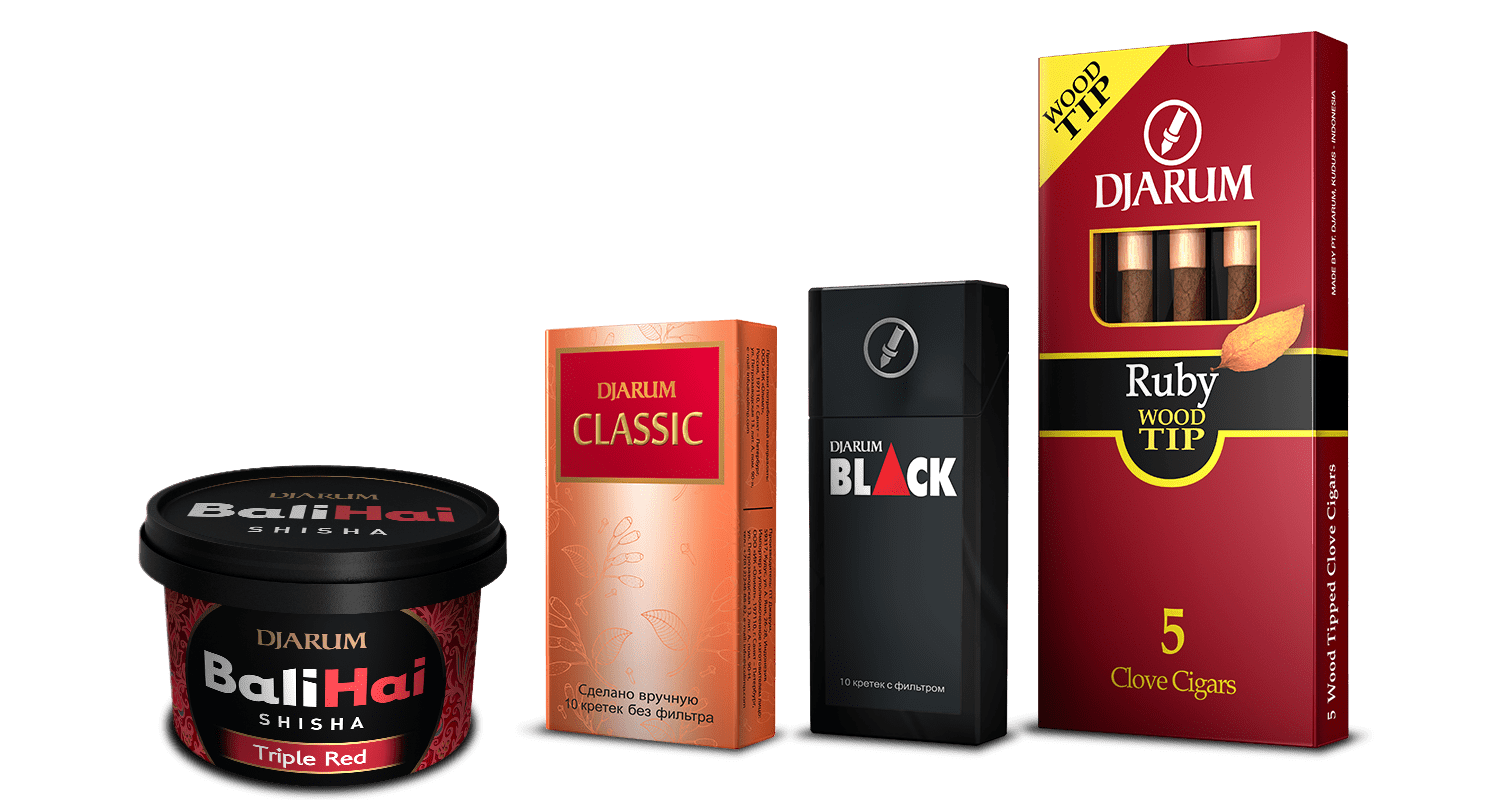 DJARUM
BaliHai
SHISHA
DJARUM
BaliHai
SHISHA
Triple Red
DJARUM
CLASSIC
Сделано вручную
10 кретек без фильтра
DJARUM
BLACK
10 кретек с фильтром
WOOD
TIP
DJARUM
Ruby
WOOD
TIP
5
Clove Cigars
MADE BY PT. DJARUM, KUDUS - INDONESIA
5 Wood Tipped Clove Cigars